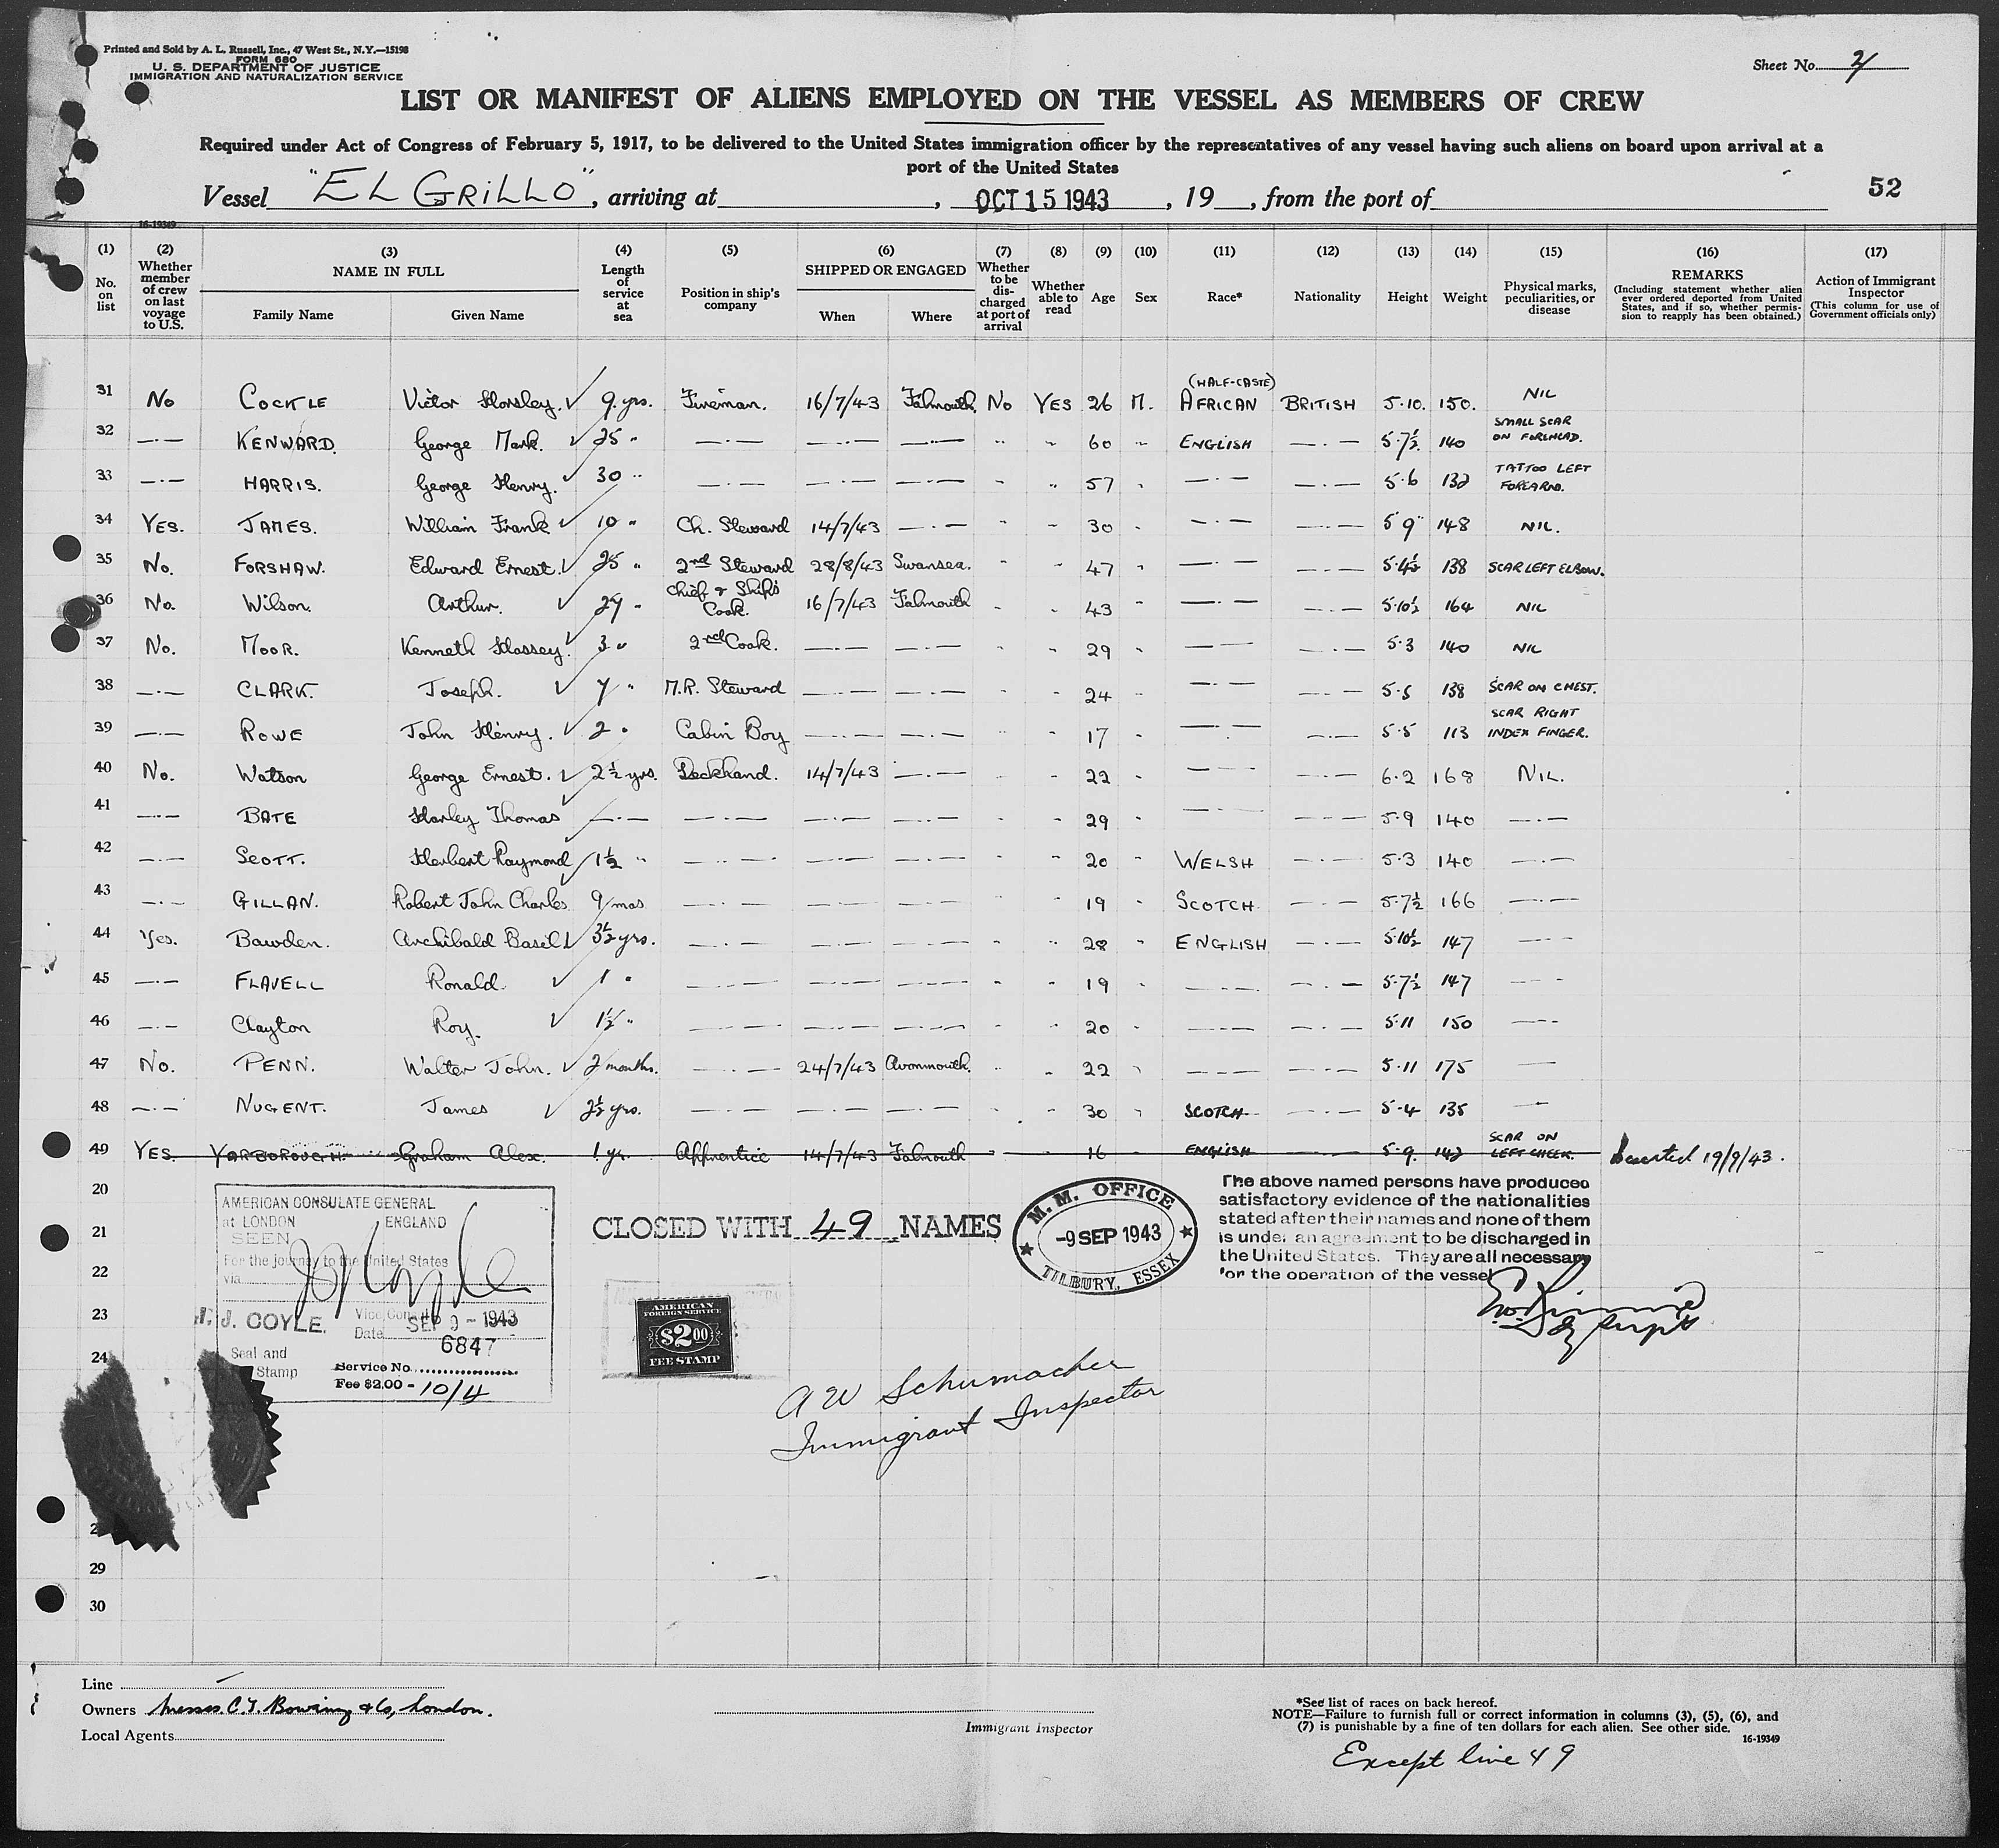 Printed and Sold by A. L. Russell, Inc., 47 West St., N.Y.—15198
FORM 680
U. S. DEPARTMENT OF JUSTICE
IMMIGRATION AND NATURALIZATION SERVICE
Sheet No. 2
LIST OR MANIFEST OF ALIENS EMPLOYED ON THE VESSEL AS MEMBERS OF CREW
Required under Act of Congress of February 5, 1917, to be delivered to the United States immigration officer by the representatives of any vessel having such aliens on board upon arrival at a
port of the United States
Vessel "EL GRILLO", arriving at , OCT 15 1943 , 19 , from the port of
52
16-19349
(1) No. on list
(2) Whether member of crew on last voyage to U.S.
(3) NAME IN FULL Family Name Given Name
(4) Length of service at sea
(5) Position in ship's company
(6) SHIPPED OR ENGAGED When Where
(7) Whether to be discharged at port of arrival
(8) Whether able to read
(9) Age
(10) Sex
(11) Race*
(12) Nationality
(13) Height
(14) Weight
(15) Physical marks, peculiarities, or disease
(16) REMARKS (Including statement whether alien ever ordered deported from United States, and if so, whether permission to reapply has been obtained.)
(17) Action of Immigrant Inspector (This column for use of Government officials only)
31 No COCKLE Victor Horsley. 9. yrs. Fireman. 16/7/43 Falmouth. No YES 26 M. (HALF-CASTE) AFRICAN BRITISH 5.10. 150. NIL
32 —·— KENWARD. George Mark. 25 " —·— —·— —·— " " 60 " ENGLISH —·— 5.7½ 140 SMALL SCAR ON FOREHEAD.
33 —·— HARRIS. George Henry. 30 " —·— —·— —·— " " 57 " —·— —·— 5.6 132 TATTOO LEFT FOREARM.
34 YES. JAMES. William Frank 10 " Ch. Steward 14/7/43 —·— " " 30 " —·— —·— 5 9 148 NIL.
35 No. FORSHAW. Edward Ernest. 25 " 2nd Steward 28/8/43 Swansea. " " 47 " —·— —·— 5.4½ 138 SCAR LEFT ELBOW.
36 No. Wilson. Arthur. 29 " Chief & Ship's Cook. 16/7/43 Falmouth " " 43 " —·— —·— 5.10½ 164 NIL
37 No. MOOR. Kenneth Hassey. 3 " 2nd Cook. —·— —·— " " 29 " —·— —·— 5.3 140 NIL
38 —·— CLARK. Joseph. 7 " M.R. Steward —·— —·— " " 24 " —·— —·— 5.5 138 SCAR ON CHEST.
39 —·— ROWE John Henry. 2 " Cabin Boy —·— —·— " " 17 " —·— —·— 5.5 113 SCAR RIGHT INDEX FINGER.
40 No. Watson George Ernest. 2½ yrs. Deckhand. 14/7/43 —·— " " 22 " —·— —·— 6.2 168 NIL.
41 —·— BATE Harley Thomas —·— —·— —·— —·— " " 29 " —·— —·— 5.9 140 —·—
42 —·— SCOTT. Herbert Raymond 1½ " —·— —·— —·— " " 20 " WELSH —·— 5.3 140 —·—
43 —·— GILLAN. Robert John Charles 9 mos —·— —·— —·— " " 19 " SCOTCH. —·— 5.7½ 166 —·—
44 Yes. Bawden. Archibald Basil 3½ yrs. —·— —·— —·— " " 28 " ENGLISH —·— 5.10½ 147 —·—
45 —·— FLAVELL Ronald. 1 " —·— —·— —·— " " 19 " —·— —·— 5.7½ 147 —·—
46 —·— Clayton Roy. 1½ " —·— —·— —·— " " 20 " —·— —·— 5.11 150 —·—
47 No. PENN. Walter John. 2 months. —·— 24/7/43 Avonmouth. " " 22 " —·— —·— 5.11 175 —
48 —·— NUGENT. James 2½ yrs. —·— —·— —·— " " 30 " SCOTCH —·— 5.4 135 —
49 YES. YARBOROUGH. Graham Alex. 1 yr. Apprentice 14/7/43 Falmouth 16 ENGLISH 5.9. 142 SCAR ON LEFT CHEEK. Deserted 19/9/43.
20
21
22
23
24
29
30
AMERICAN CONSULATE GENERAL
at LONDON ENGLAND
SEEN
For the journey to the United States
via
J. COYLE. Vice Consul
Date SEP 9 - 1943
6847
Seal and
Stamp
Service No.
Fee $2.00 - 10/4
CLOSED WITH 49 NAMES
M. M. OFFICE
-9 SEP 1943
TILBURY, ESSEX
The above named persons have produced
satisfactory evidence of the nationalities
stated after their names and none of them
is under an agreement to be discharged in
the United States. They are all necessary
for the operation of the vessel
AMERICAN
FOREIGN SERVICE
$2.00
FEE STAMP
A W Schumacher
Immigrant Inspector
Line
Owners Messrs C.T. Bowring & Co, London.
Local Agents
Immigrant Inspector
*See list of races on back hereof.
NOTE—Failure to furnish full or correct information in columns (3), (5), (6), and
(7) is punishable by a fine of ten dollars for each alien. See other side.
16-19349
Except line 49